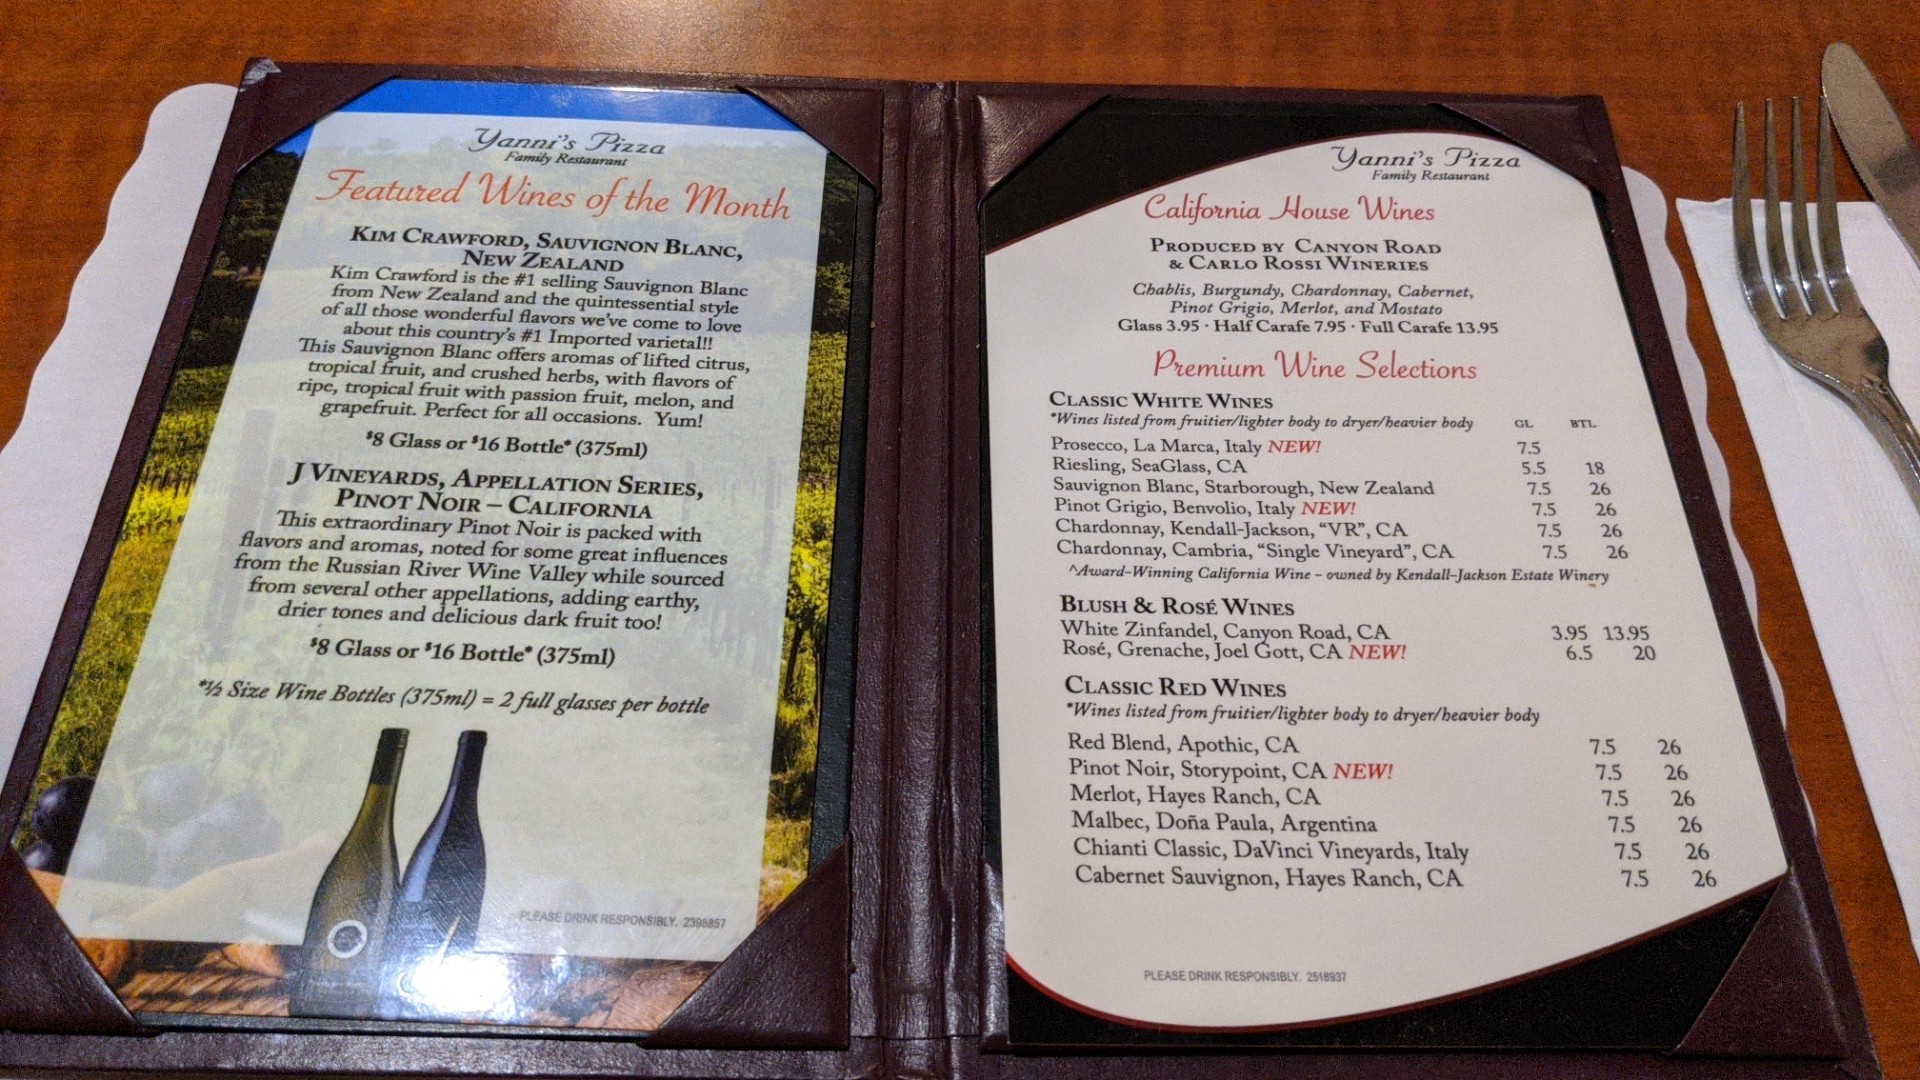 Yanni's Pizza
Family Restaurant
Featured Wines of the Month
KIM CRAWFORD, SAUVIGNON BLANC,
NEW ZEALAND
Kim Crawford is the #1 selling Sauvignon Blanc
from New Zealand and the quintessential style
of all those wonderful flavors we've come to love
about this country's #1 Imported varietal!!
This Sauvignon Blanc offers aromas of lifted citrus,
tropical fruit, and crushed herbs, with flavors of
ripe, tropical fruit with passion fruit, melon, and
grapefruit. Perfect for all occasions. Yum!
$8 Glass or $16 Bottle* (375ml)
J VINEYARDS, APPELLATION SERIES,
PINOT NOIR – CALIFORNIA
This extraordinary Pinot Noir is packed with
flavors and aromas, noted for some great influences
from the Russian River Wine Valley while sourced
from several other appellations, adding earthy,
drier tones and delicious dark fruit too!
$8 Glass or $16 Bottle* (375ml)
*½ Size Wine Bottles (375ml) = 2 full glasses per bottle
PLEASE DRINK RESPONSIBLY. 2398857
Yanni's Pizza
Family Restaurant
California House Wines
PRODUCED BY CANYON ROAD
& CARLO ROSSI WINERIES
Chablis, Burgundy, Chardonnay, Cabernet,
Pinot Grigio, Merlot, and Mostato
Glass 3.95 · Half Carafe 7.95 · Full Carafe 13.95
Premium Wine Selections
CLASSIC WHITE WINES
*Wines listed from fruitier/lighter body to dryer/heavier body GL BTL
Prosecco, La Marca, Italy NEW! 7.5
Riesling, SeaGlass, CA 5.5 18
Sauvignon Blanc, Starborough, New Zealand 7.5 26
Pinot Grigio, Benvolio, Italy NEW! 7.5 26
Chardonnay, Kendall-Jackson, "VR", CA 7.5 26
Chardonnay, Cambria, "Single Vineyard", CA 7.5 26
^Award-Winning California Wine - owned by Kendall-Jackson Estate Winery
BLUSH & ROSÉ WINES
White Zinfandel, Canyon Road, CA 3.95 13.95
Rosé, Grenache, Joel Gott, CA NEW! 6.5 20
CLASSIC RED WINES
*Wines listed from fruitier/lighter body to dryer/heavier body
Red Blend, Apothic, CA 7.5 26
Pinot Noir, Storypoint, CA NEW! 7.5 26
Merlot, Hayes Ranch, CA 7.5 26
Malbec, Doña Paula, Argentina 7.5 26
Chianti Classic, DaVinci Vineyards, Italy 7.5 26
Cabernet Sauvignon, Hayes Ranch, CA 7.5 26
PLEASE DRINK RESPONSIBLY. 2518937